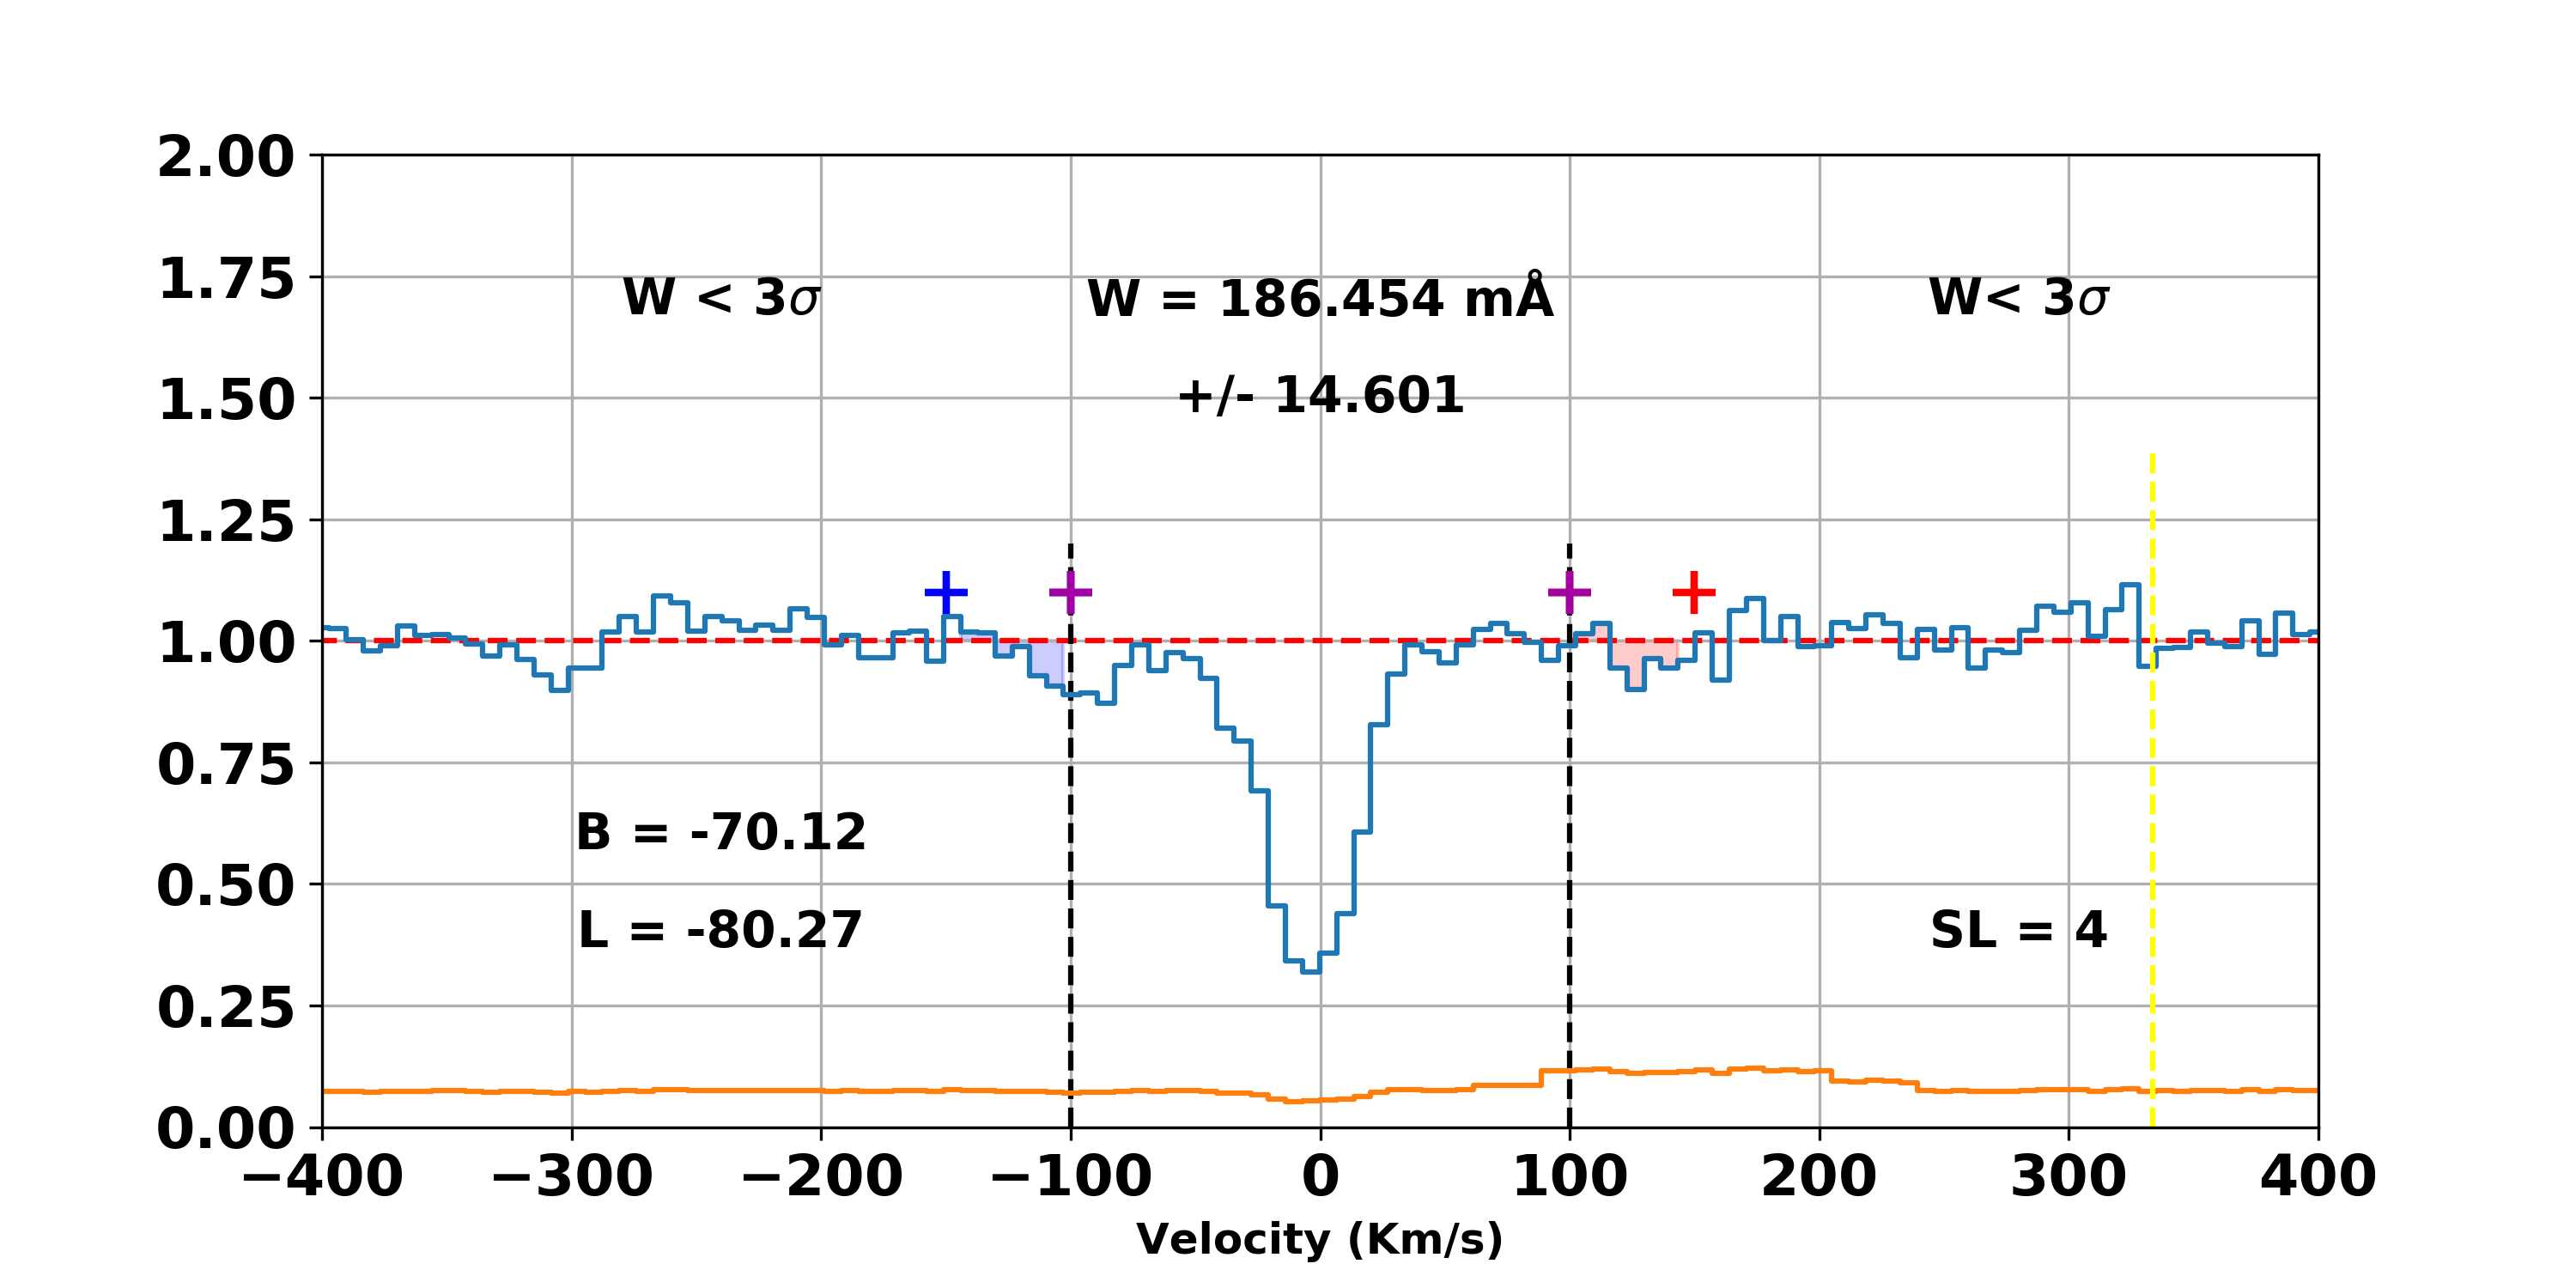 2.00
1.75
1.50
1.25
1.00
0.75
0.50
0.25
0.00
W < 3σ
W = 186.454 mÅ
+/- 14.601
W< 3σ
B = -70.12
L = -80.27
SL = 4
−400 −300 −200 −100 0 100 200 300 400
Velocity (Km/s)